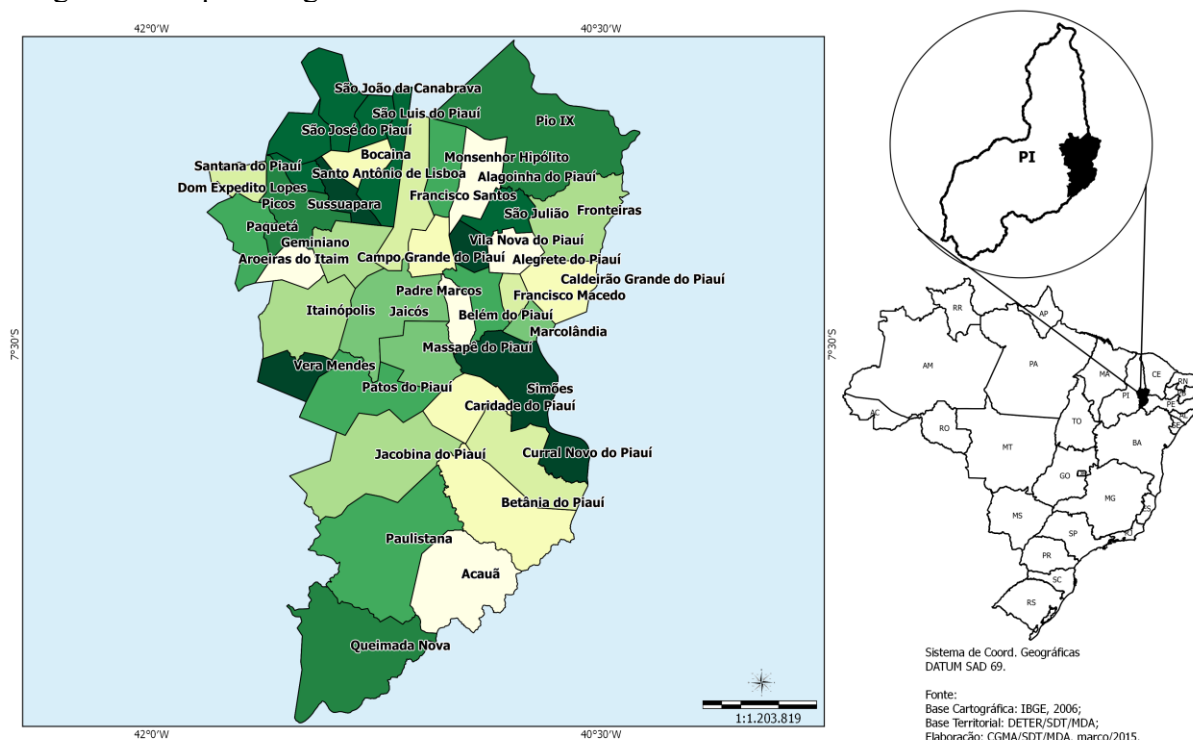 42°0'W
40°30'W
São João da Canabrava
São Luis do Piauí
Pio IX
São José do Piauí
Bocaina
Monsenhor Hipólito
Santana do Piauí
Santo Antônio de Lisboa
Alagoinha do Piauí
Dom Expedito Lopes
Francisco Santos
Picos
Sussuapara
São Julião
Fronteiras
Paquetá
Geminiano
Vila Nova do Piauí
Aroeiras do Itaim
Campo Grande do Piauí
Alegrete do Piauí
Caldeirão Grande do Piauí
Padre Marcos
Francisco Macedo
Itainópolis
Jaicós
Belém do Piauí
Marcolândia
7°30'S
7°30'S
Massapê do Piauí
Vera Mendes
Patos do Piauí
Simões
Caridade do Piauí
Jacobina do Piauí
Curral Novo do Piauí
Betânia do Piauí
Paulistana
Acauã
Queimada Nova
1:1.203.819
42°0'W
40°30'W
PI
RR
AP
AM
PA
MA
CE
RN
PI
PE
AC
RO
TO
MT
BA
GO
MG
MS
SP
PR
SC
RS
Sistema de Coord. Geográficas
DATUM SAD 69.
Fonte:
Base Cartográfica: IBGE, 2006;
Base Territorial: DETER/SDT/MDA;
Elaboração: CGMA/SDT/MDA, março/2015.